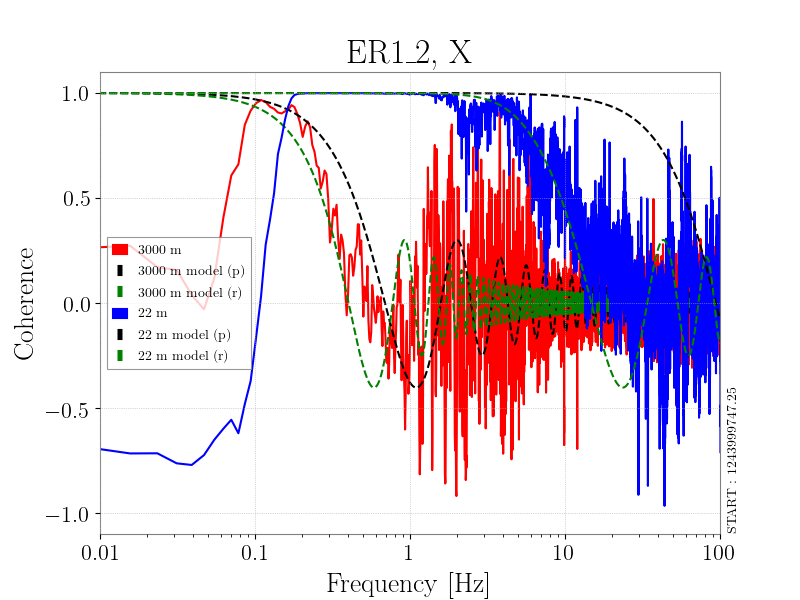 ER1_2, X
Coherence
1.0
0.5
0.0
−0.5
−1.0
3000 m
3000 m model (p)
3000 m model (r)
22 m
22 m model (p)
22 m model (r)
START : 1243999747.25
0.01
0.1
1
10
100
Frequency [Hz]